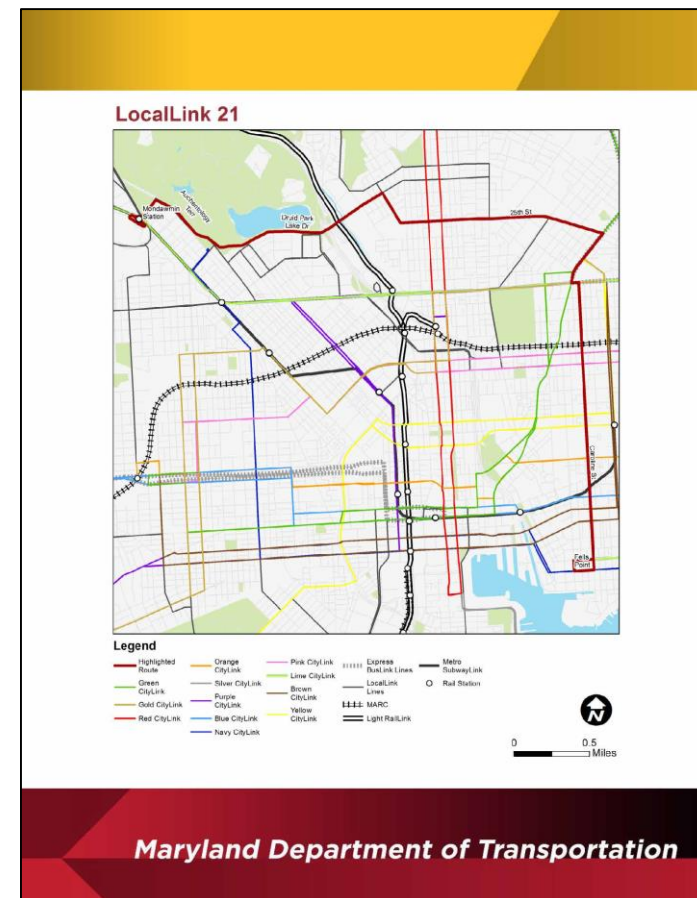 LocalLink 21
Mondawmin
Station
Auchentoroly
Terr
Druid Park
Lake Dr
25th St
Caroline St
Fells
Point
Legend
Highlighted
Route
Green
CityLink
Gold CityLink
Red CityLink
Orange
CityLink
Silver CityLink
Purple
CityLink
Blue CityLink
Navy CityLink
Pink CityLink
Lime CityLink
Brown
CityLink
Yellow
CityLink
Express
BusLink Lines
LocalLink
Lines
MARC
Light RailLink
Metro
SubwayLink
Rail Station
N
0 0.5
Miles
Maryland Department of Transportation